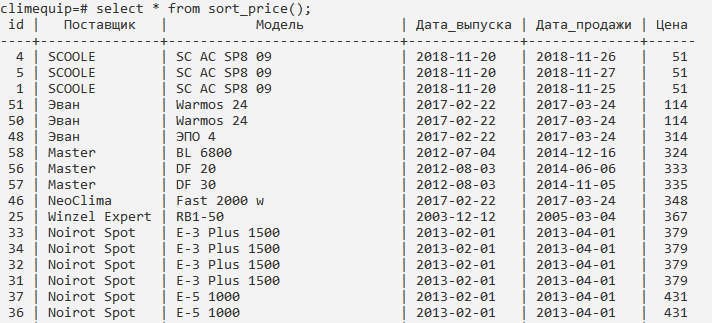 climequip=# select * from sort_price();
 id |   Поставщик   |            Модель            | Дата_выпуска | Дата_продажи | Цена
----+---------------+------------------------------+--------------+--------------+------
  4 | SCOOLE        | SC AC SP8 09                 | 2018-11-20   | 2018-11-26   |   51
  5 | SCOOLE        | SC AC SP8 09                 | 2018-11-20   | 2018-11-27   |   51
  1 | SCOOLE        | SC AC SP8 09                 | 2018-11-20   | 2018-11-25   |   51
 51 | Эван          | Warmos 24                    | 2017-02-22   | 2017-03-24   |  114
 50 | Эван          | Warmos 24                    | 2017-02-22   | 2017-03-24   |  114
 48 | Эван          | ЭПО 4                        | 2017-02-22   | 2017-03-24   |  314
 58 | Master        | BL 6800                      | 2012-07-04   | 2014-12-16   |  324
 56 | Master        | DF 20                        | 2012-08-03   | 2014-06-06   |  333
 57 | Master        | DF 30                        | 2012-08-03   | 2014-11-05   |  335
 46 | NeoClima      | Fast 2000 w                  | 2017-02-22   | 2017-03-24   |  348
 25 | Winzel Expert | RB1-50                       | 2003-12-12   | 2005-03-04   |  367
 33 | Noirot Spot   | E-3 Plus 1500                | 2013-02-01   | 2013-04-01   |  379
 34 | Noirot Spot   | E-3 Plus 1500                | 2013-02-01   | 2013-04-01   |  379
 32 | Noirot Spot   | E-3 Plus 1500                | 2013-02-01   | 2013-04-01   |  379
 31 | Noirot Spot   | E-3 Plus 1500                | 2013-02-01   | 2013-04-01   |  379
 37 | Noirot Spot   | E-5 1000                     | 2013-02-01   | 2013-04-01   |  431
 36 | Noirot Spot   | E-5 1000                     | 2013-02-01   | 2013-04-01   |  431